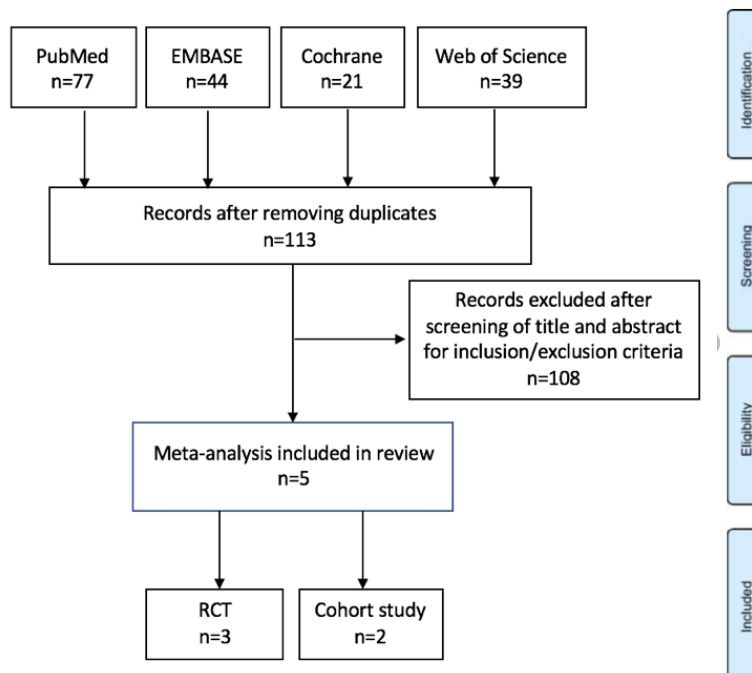 PubMed
n=77
EMBASE
n=44
Cochrane
n=21
Web of Science
n=39
Identification
Records after removing duplicates
n=113
Screening
Records excluded after
screening of title and abstract
for inclusion/exclusion criteria
n=108
Eligibility
Meta-analysis included in review
n=5
Included
RCT
n=3
Cohort study
n=2